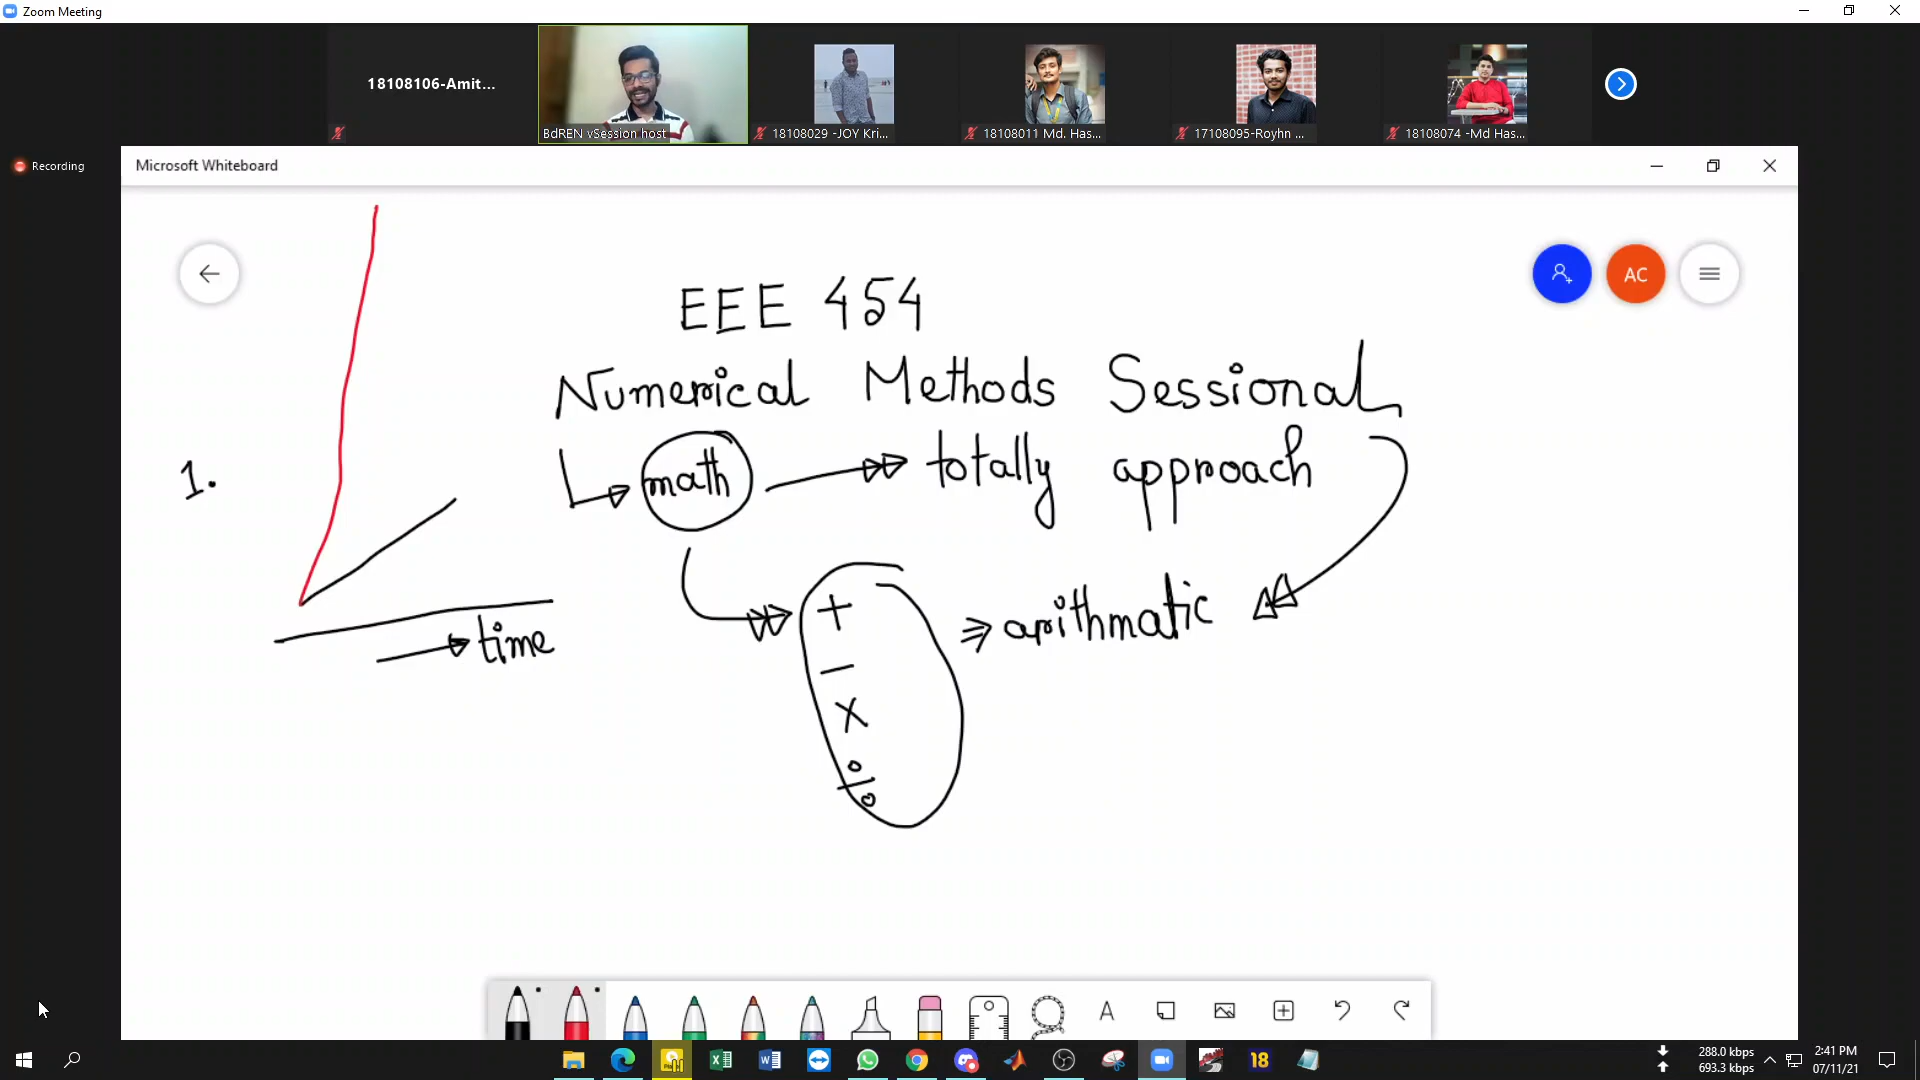 Zoom Meeting
18108106-Amit...
BdREN vSession host
18108029 -JOY Kri...
18108011 Md. Has...
17108095-Royhn ...
18108074 -Md Has...
Recording
Microsoft Whiteboard
AC
EEE 454
Numerical Methods Sessional
1.
math
totally approach
+
arithmatic
time
−
×
÷
A
18
288.0 kbps
693.3 kbps
2:41 PM
07/11/21